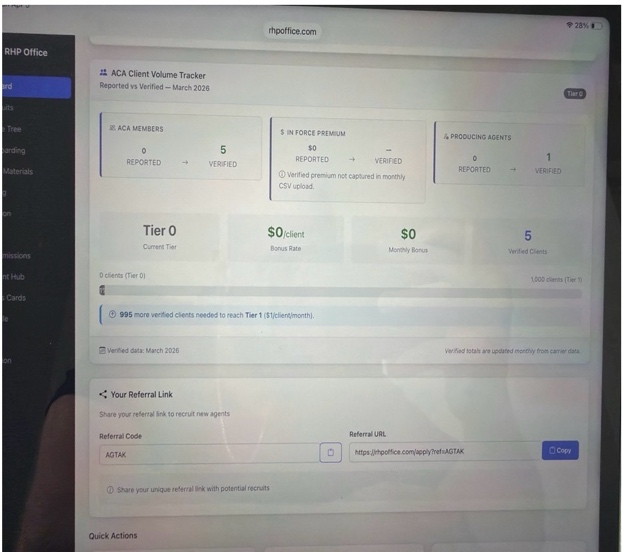 rhpoffice.com
28%
RHP Office
ard
uits
Tree
arding
Materials
g
on
missions
nt Hub
s Cards
le
on
ACA Client Volume Tracker
Reported vs Verified — March 2026
Tier 0
ACA MEMBERS
0 → 5
REPORTED VERIFIED
$ IN FORCE PREMIUM
$0 → —
REPORTED VERIFIED
Verified premium not captured in monthly
CSV upload.
PRODUCING AGENTS
0 → 1
REPORTED VERIFIED
Tier 0
Current Tier
$0/client
Bonus Rate
$0
Monthly Bonus
5
Verified Clients
0 clients (Tier 0)
1,000 clients (Tier 1)
995 more verified clients needed to reach Tier 1 ($1/client/month).
Verified data: March 2026
Verified totals are updated monthly from carrier data.
Your Referral Link
Share your referral link to recruit new agents
Referral Code
AGTAK
Referral URL
https://rhpoffice.com/apply?ref=AGTAK
Copy
Share your unique referral link with potential recruits
Quick Actions